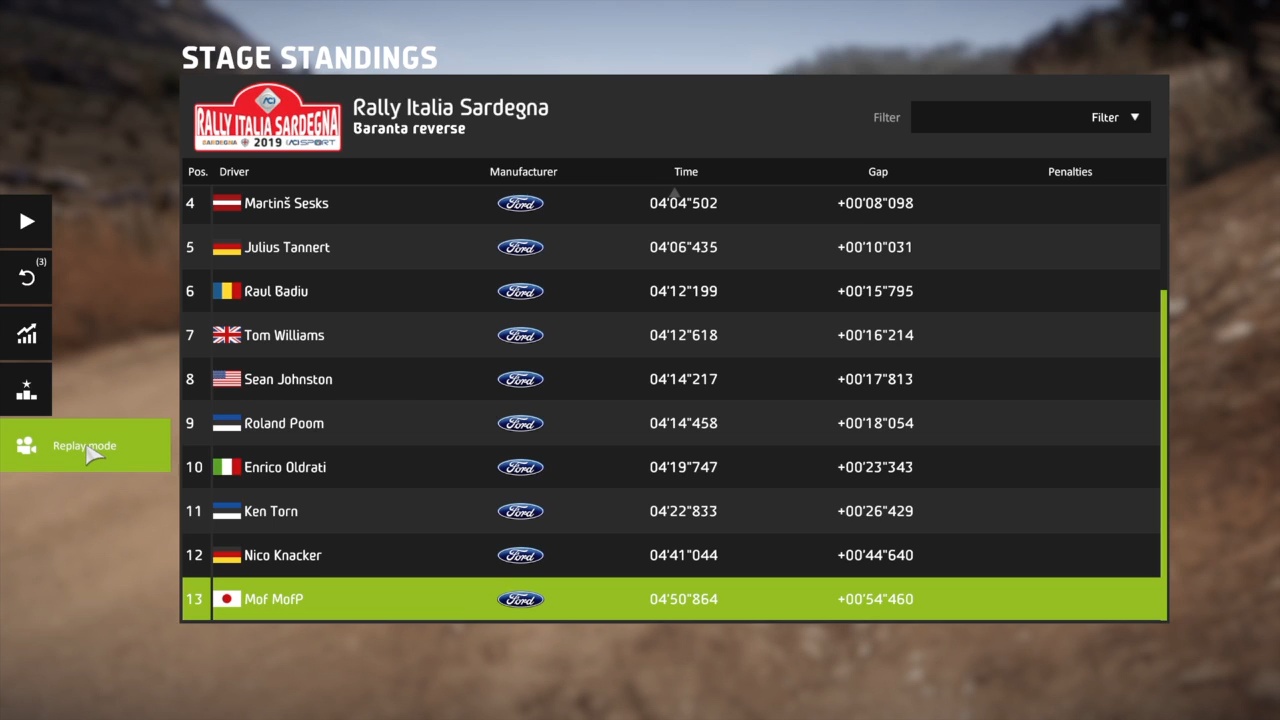 STAGE STANDINGS
RALLY ITALIA SARDEGNA
SARDEGNA 2019 ACI SPORT
Rally Italia Sardegna
Baranta reverse
Filter Filter
Pos. Driver Manufacturer Time Gap Penalties
4 Martinš Sesks Ford 04'04"502 +00'08"098
5 Julius Tannert Ford 04'06"435 +00'10"031
6 Raul Badiu Ford 04'12"199 +00'15"795
7 Tom Williams Ford 04'12"618 +00'16"214
8 Sean Johnston Ford 04'14"217 +00'17"813
9 Roland Poom Ford 04'14"458 +00'18"054
10 Enrico Oldrati Ford 04'19"747 +00'23"343
11 Ken Torn Ford 04'22"833 +00'26"429
12 Nico Knacker Ford 04'41"044 +00'44"640
13 Mof MofP Ford 04'50"864 +00'54"460
(3)
Replay mode